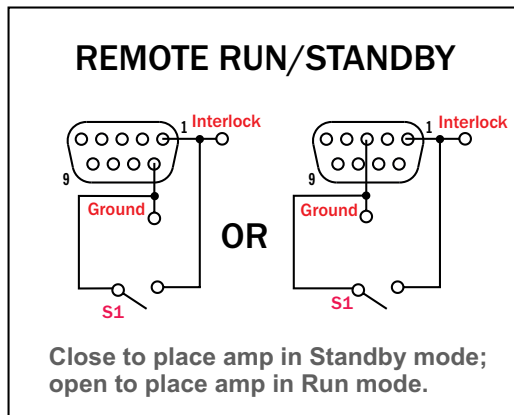 REMOTE RUN/STANDBY
1
Interlock
9
Ground
S1
OR
1
Interlock
9
Ground
S1
Close to place amp in Standby mode;
open to place amp in Run mode.